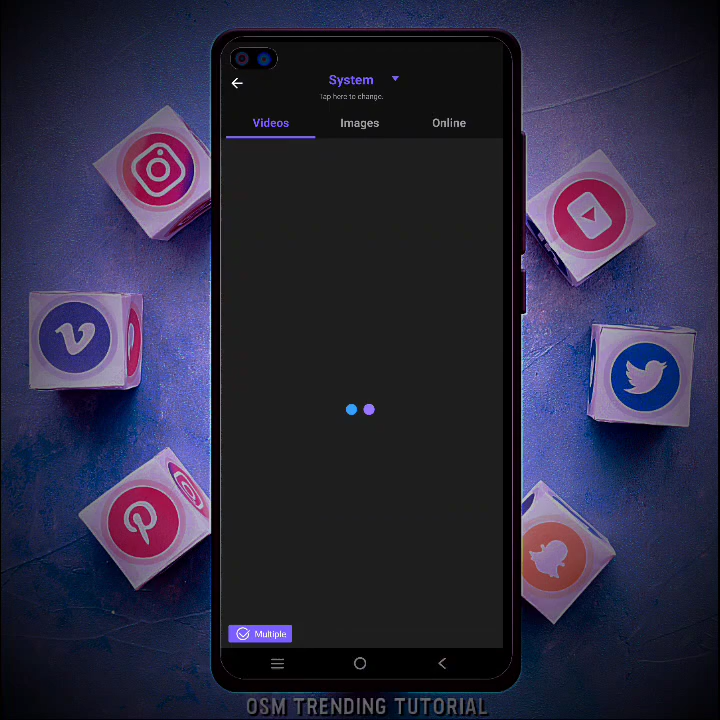 System
Tap here to change.
Videos Images Online
Multiple
OSM TRENDING TUTORIAL